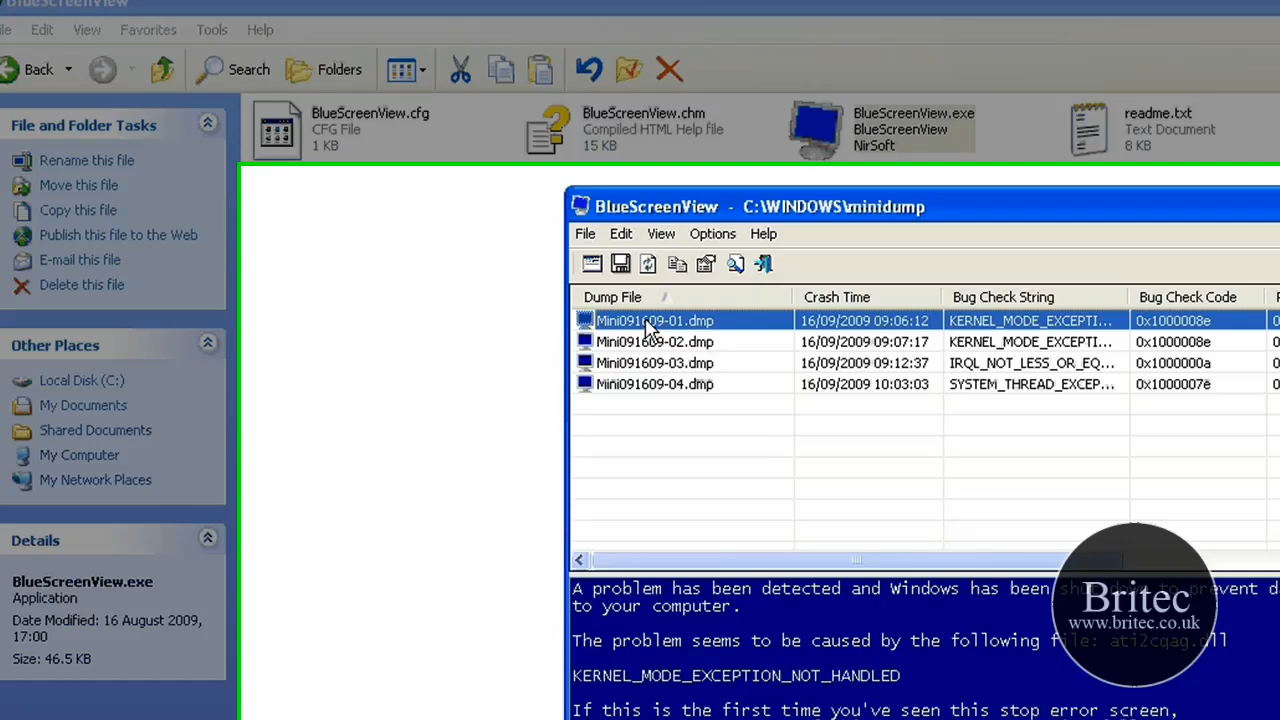 BlueScreenView
Edit View Favorites Tools Help
Back Search Folders
File and Folder Tasks
Rename this file
Move this file
Copy this file
Publish this file to the Web
E-mail this file
Delete this file
Other Places
Local Disk (C:)
My Documents
Shared Documents
My Computer
My Network Places
Details
BlueScreenView.exe
Application
Date Modified: 16 August 2009,
17:00
Size: 46.5 KB
BlueScreenView.cfg
CFG File
1 KB
BlueScreenView.chm
Compiled HTML Help file
15 KB
BlueScreenView.exe
BlueScreenView
NirSoft
readme.txt
Text Document
8 KB
BlueScreenView - C:\WINDOWS\minidump
File Edit View Options Help
Dump File / Crash Time Bug Check String Bug Check Code
Mini091609-01.dmp 16/09/2009 09:06:12 KERNEL_MODE_EXCEPTI... 0x1000008e
Mini091609-02.dmp 16/09/2009 09:07:17 KERNEL_MODE_EXCEPTI... 0x1000008e
Mini091609-03.dmp 16/09/2009 09:12:37 IRQL_NOT_LESS_OR_EQ... 0x1000000a
Mini091609-04.dmp 16/09/2009 10:03:03 SYSTEM_THREAD_EXCEP... 0x1000007e
A problem has been detected and Windows has been shut down to prevent
to your computer.
The problem seems to be caused by the following file: ati2cqag.dll
KERNEL_MODE_EXCEPTION_NOT_HANDLED
If this is the first time you've seen this stop error screen,
Britec
www.britec.co.uk